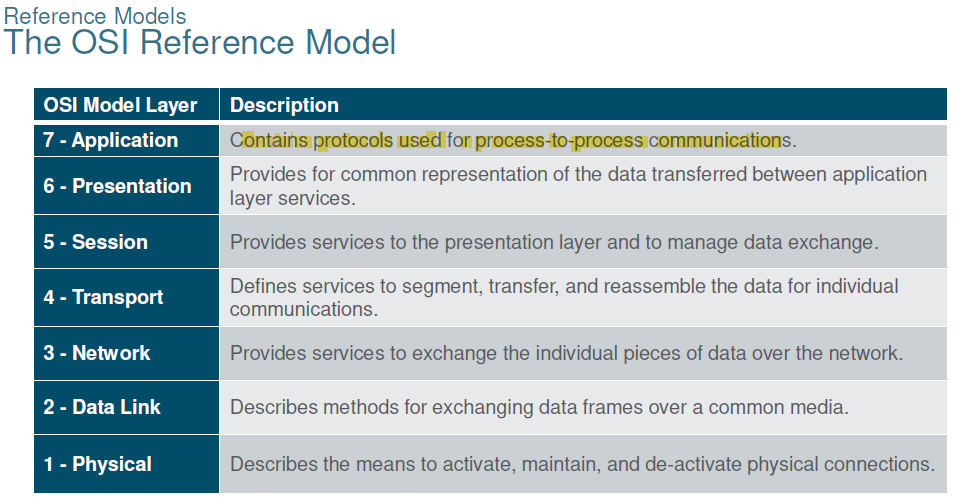 Reference Models
The OSI Reference Model
OSI Model Layer Description
7 - Application Contains protocols used for process-to-process communications.
6 - Presentation Provides for common representation of the data transferred between application
layer services.
5 - Session Provides services to the presentation layer and to manage data exchange.
4 - Transport Defines services to segment, transfer, and reassemble the data for individual
communications.
3 - Network Provides services to exchange the individual pieces of data over the network.
2 - Data Link Describes methods for exchanging data frames over a common media.
1 - Physical Describes the means to activate, maintain, and de-activate physical connections.